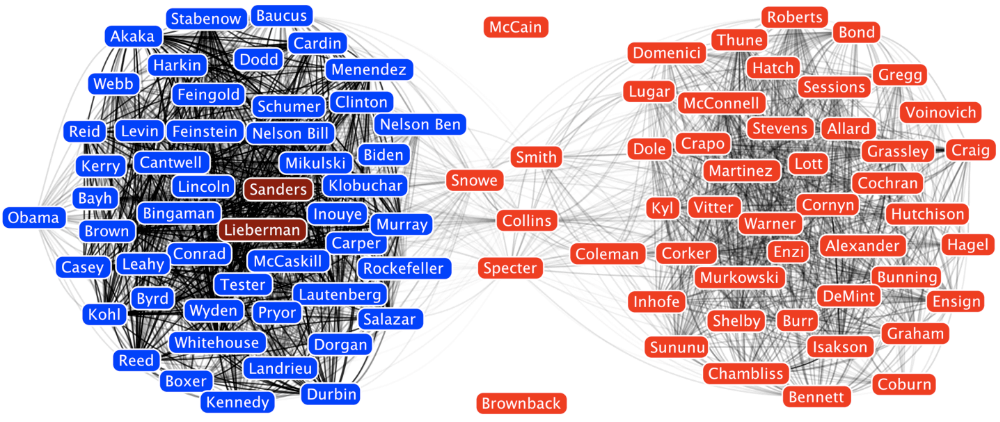 Stabenow
Baucus
Akaka
Cardin
Harkin
Dodd
Menendez
Webb
Feingold
Schumer
Clinton
Reid
Levin
Feinstein
Nelson Bill
Nelson Ben
Kerry
Cantwell
Mikulski
Biden
Bayh
Lincoln
Sanders
Klobuchar
Obama
Bingaman
Inouye
Murray
Brown
Lieberman
Carper
Casey
Leahy
Conrad
McCaskill
Rockefeller
Tester
Lautenberg
Byrd
Kohl
Wyden
Pryor
Salazar
Whitehouse
Dorgan
Reed
Landrieu
Boxer
Kennedy
Durbin
McCain
Smith
Snowe
Collins
Specter
Brownback
Roberts
Bond
Thune
Domenici
Hatch
Gregg
Sessions
Lugar
McConnell
Voinovich
Stevens
Allard
Dole
Crapo
Grassley
Craig
Martinez
Lott
Cochran
Kyl
Vitter
Cornyn
Hutchison
Warner
Coleman
Corker
Enzi
Alexander
Hagel
Murkowski
Bunning
Inhofe
DeMint
Ensign
Shelby
Burr
Graham
Sununu
Isakson
Chambliss
Coburn
Bennett